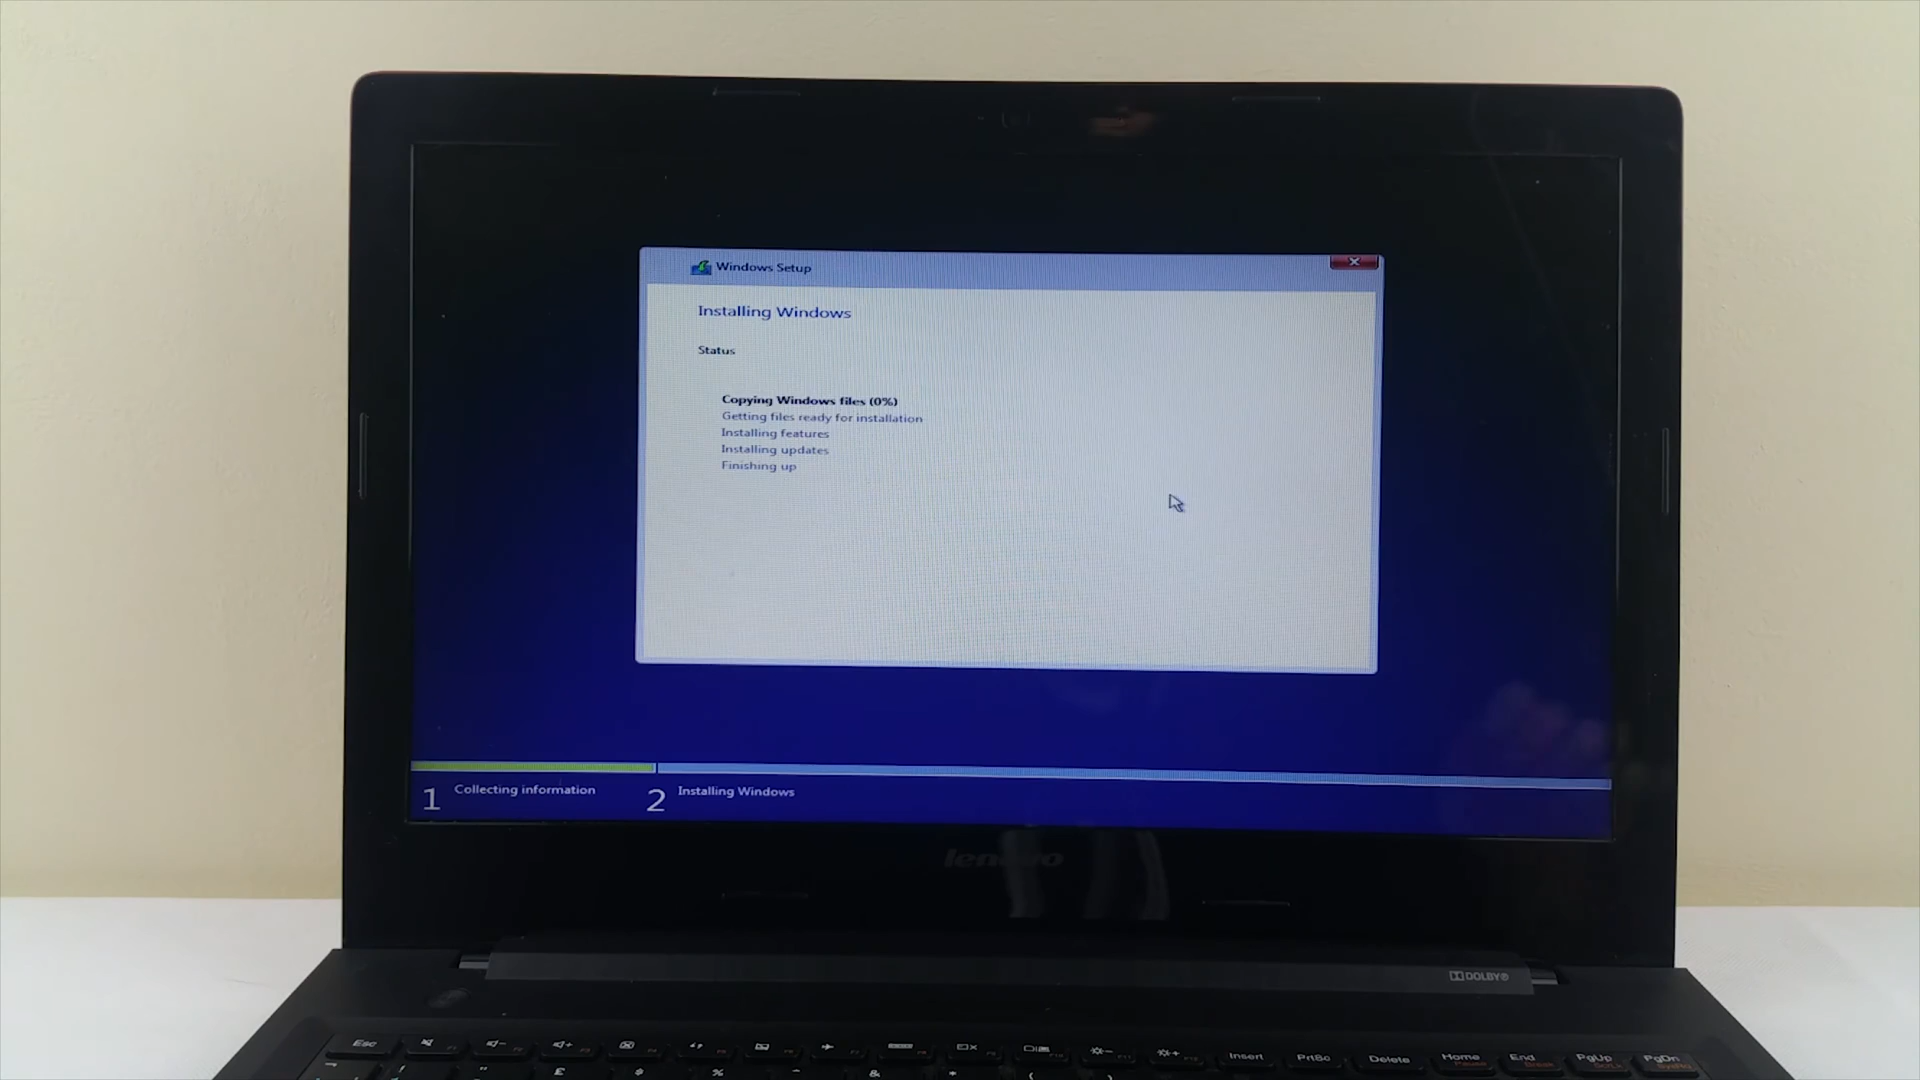 Windows Setup
Installing Windows
Status
Copying Windows files (0%)
Getting files ready for installation
Installing features
Installing updates
Finishing up
1 Collecting information
2 Installing Windows
lenovo
DOLBY®
Esc
Insert
PrtSc
Delete
Home
End
PgUp
PgDn